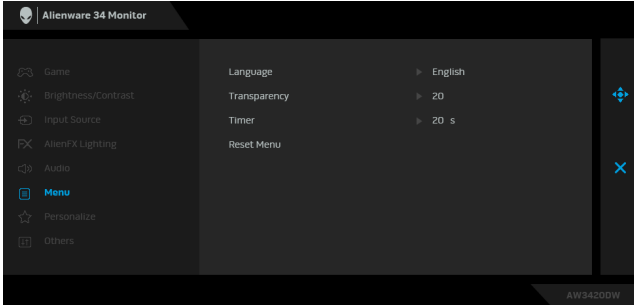 Alienware 34 Monitor
Game
Brightness/Contrast
Input Source
AlienFX Lighting
Audio
Menu
Personalize
Others
Language English
Transparency 20
Timer 20 s
Reset Menu
AW3420DW